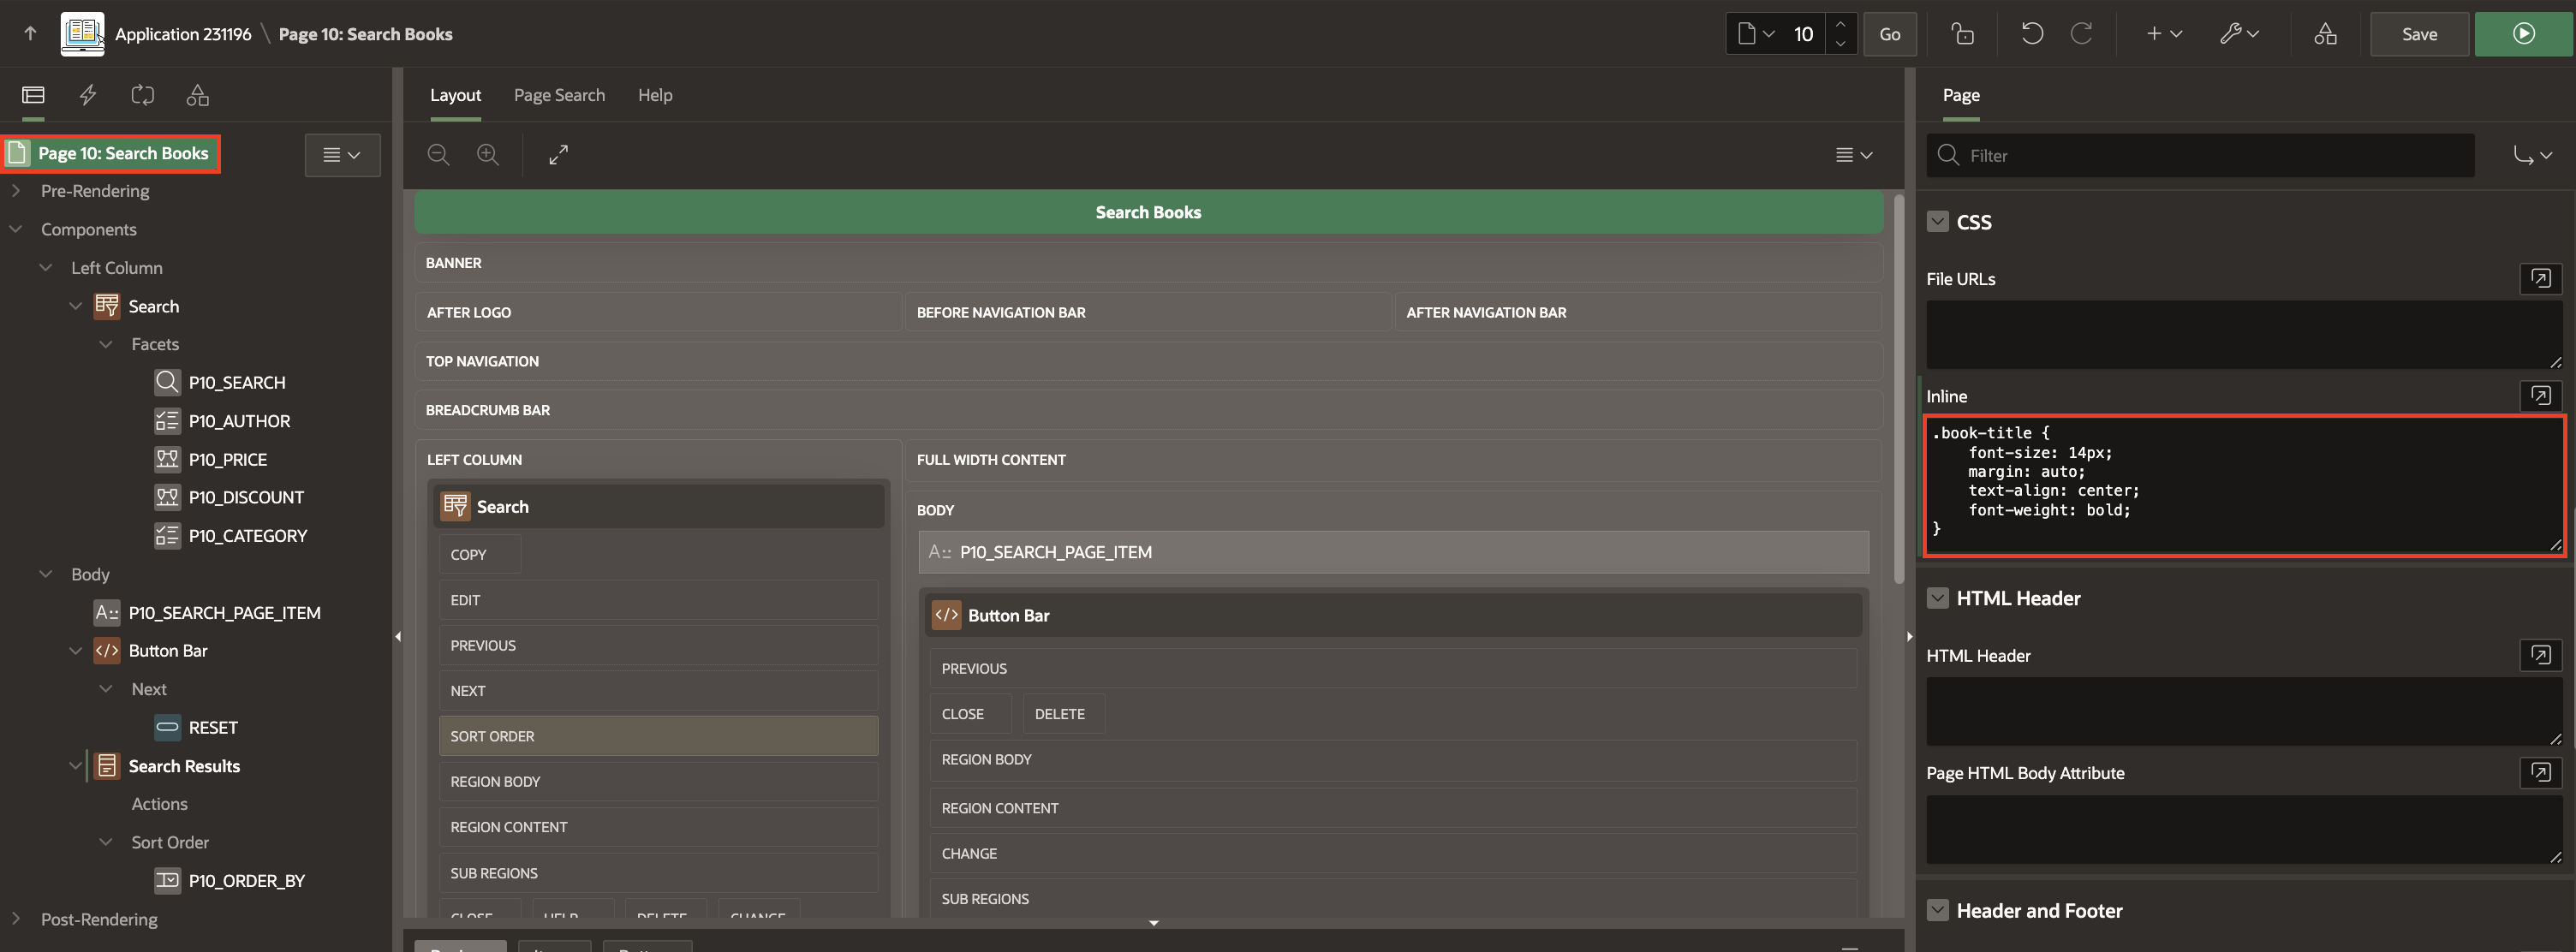 Application 231196 \ Page 10: Search Books
10
Go
Save
Layout
Page Search
Help
Page
Page 10: Search Books
Pre-Rendering
Components
Left Column
Search
Facets
P10_SEARCH
P10_AUTHOR
P10_PRICE
P10_DISCOUNT
P10_CATEGORY
Body
P10_SEARCH_PAGE_ITEM
Button Bar
Next
RESET
Search Results
Actions
Sort Order
P10_ORDER_BY
Post-Rendering
Search Books
BANNER
AFTER LOGO
BEFORE NAVIGATION BAR
AFTER NAVIGATION BAR
TOP NAVIGATION
BREADCRUMB BAR
LEFT COLUMN
Search
COPY
EDIT
PREVIOUS
NEXT
SORT ORDER
REGION BODY
REGION CONTENT
SUB REGIONS
CLOSE
HELP
DELETE
CHANGE
FULL WIDTH CONTENT
BODY
P10_SEARCH_PAGE_ITEM
Button Bar
PREVIOUS
CLOSE
DELETE
REGION BODY
REGION CONTENT
CHANGE
SUB REGIONS
Filter
CSS
File URLs
Inline
.book-title {
font-size: 14px;
margin: auto;
text-align: center;
font-weight: bold;
}
HTML Header
HTML Header
Page HTML Body Attribute
Header and Footer